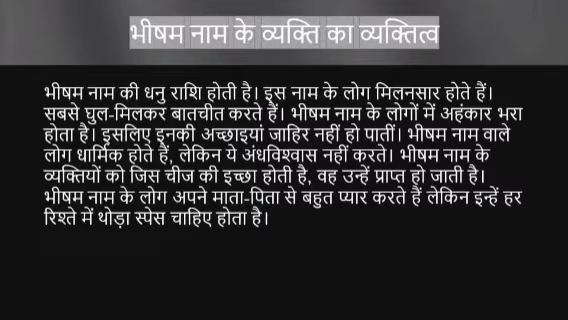 भीषम नाम के व्यक्ति का व्यक्तित्व
भीषम नाम की धनु राशि होती है। इस नाम के लोग मिलनसार होते हैं।
सबसे घुल-मिलकर बातचीत करते हैं। भीषम नाम के लोगों में अहंकार भरा
होता है। इसलिए इनकी अच्छाइयां जाहिर नहीं हो पातीं। भीषम नाम वाले
लोग धार्मिक होते हैं, लेकिन ये अंधविश्वास नहीं करते। भीषम नाम के
व्यक्तियों को जिस चीज की इच्छा होती है, वह उन्हें प्राप्त हो जाती है।
भीषम नाम के लोग अपने माता-पिता से बहुत प्यार करते हैं लेकिन इन्हें हर
रिश्ते में थोड़ा स्पेस चाहिए होता है।